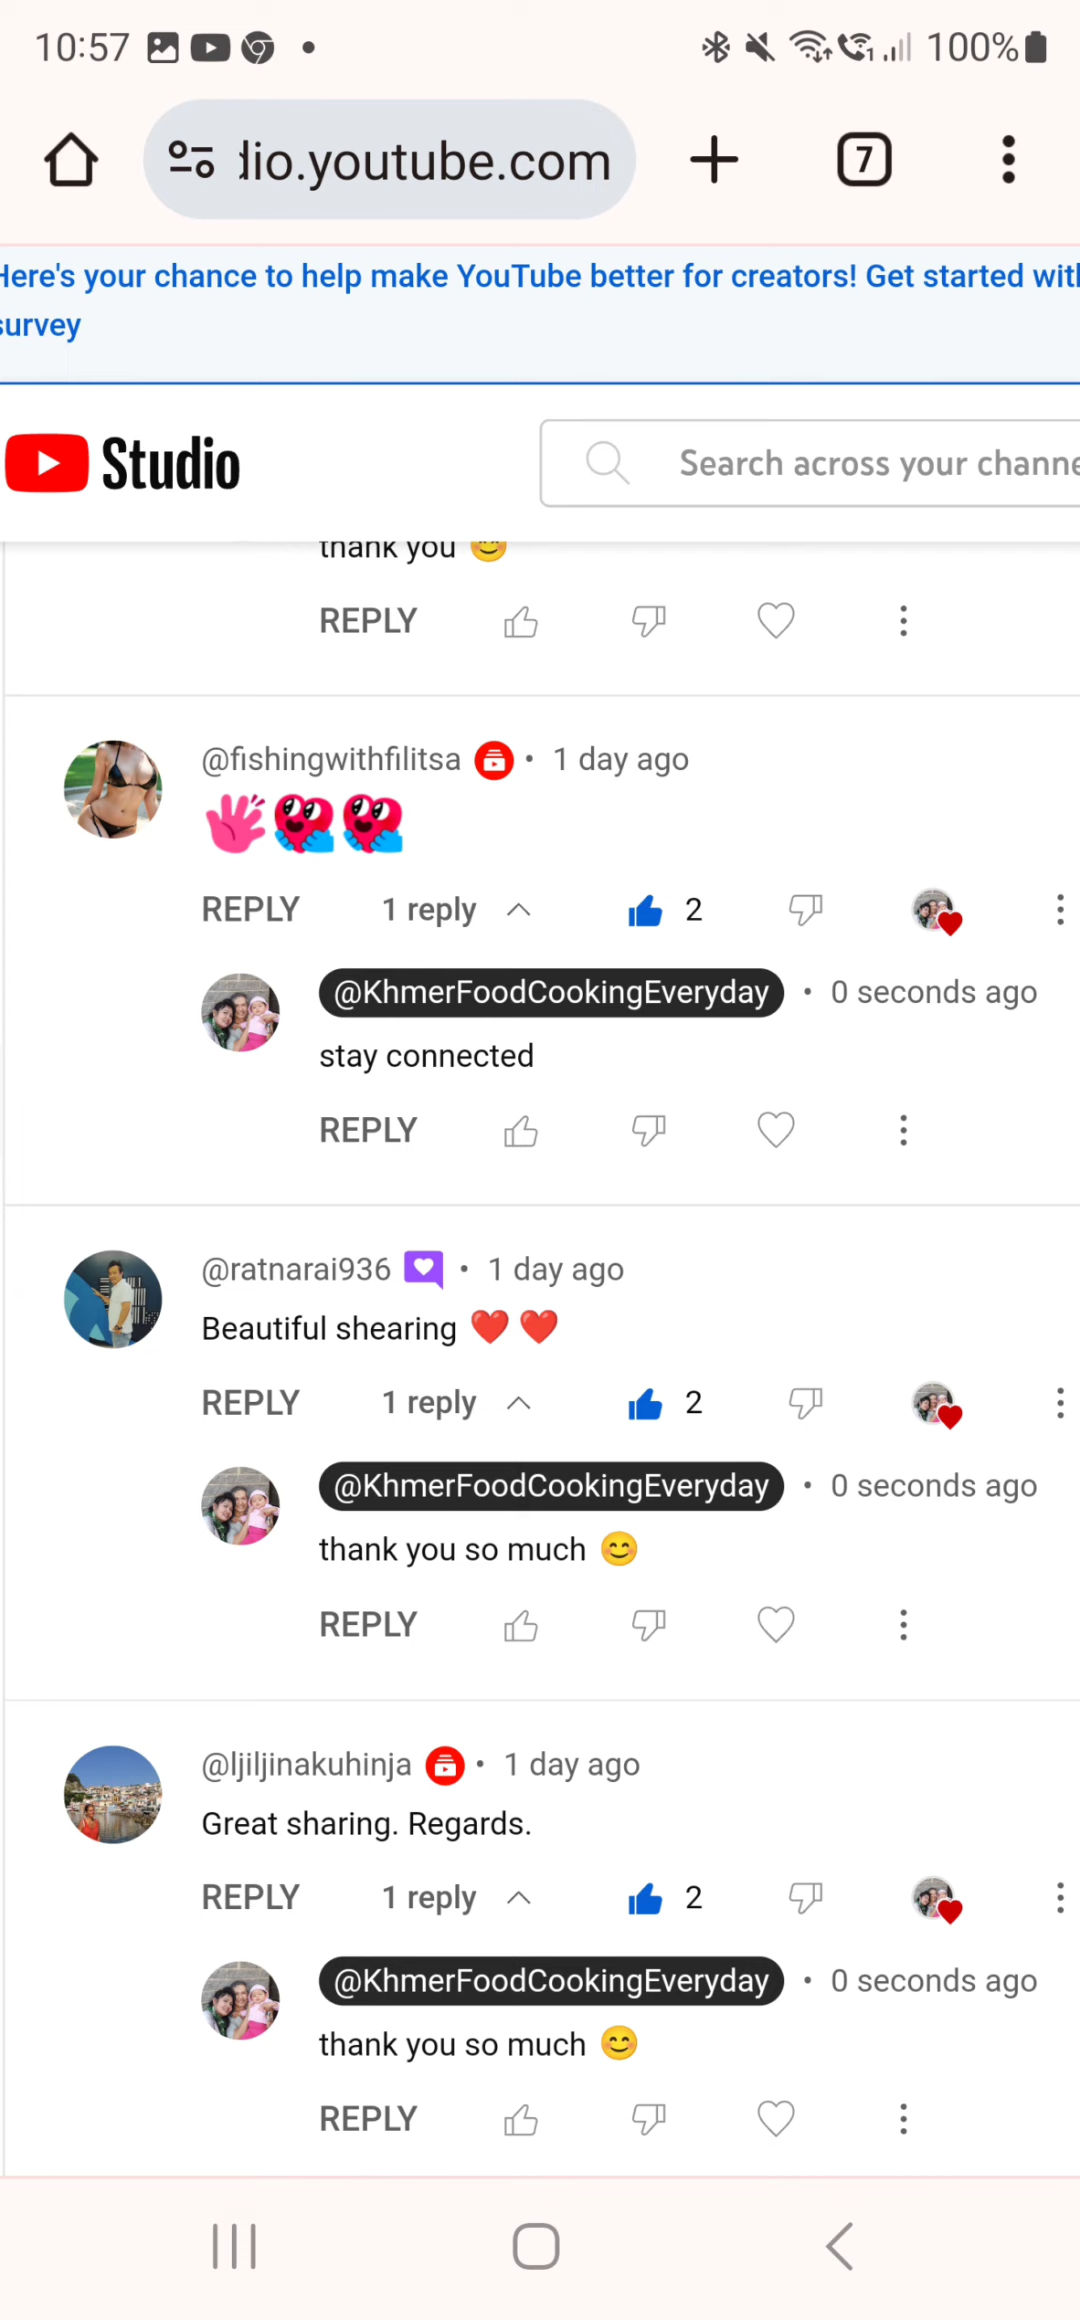 10:57 100%
dio.youtube.com 7
Here's your chance to help make YouTube better for creators! Get started with
survey
Studio Search across your channe
thank you 😊
REPLY
@fishingwithfilitsa • 1 day ago
REPLY 1 reply 2
@KhmerFoodCookingEveryday • 0 seconds ago
stay connected
REPLY
@ratnarai936 • 1 day ago
Beautiful shearing ❤️ ❤️
REPLY 1 reply 2
@KhmerFoodCookingEveryday • 0 seconds ago
thank you so much 😊
REPLY
@ljiljinakuhinja • 1 day ago
Great sharing. Regards.
REPLY 1 reply 2
@KhmerFoodCookingEveryday • 0 seconds ago
thank you so much 😊
REPLY